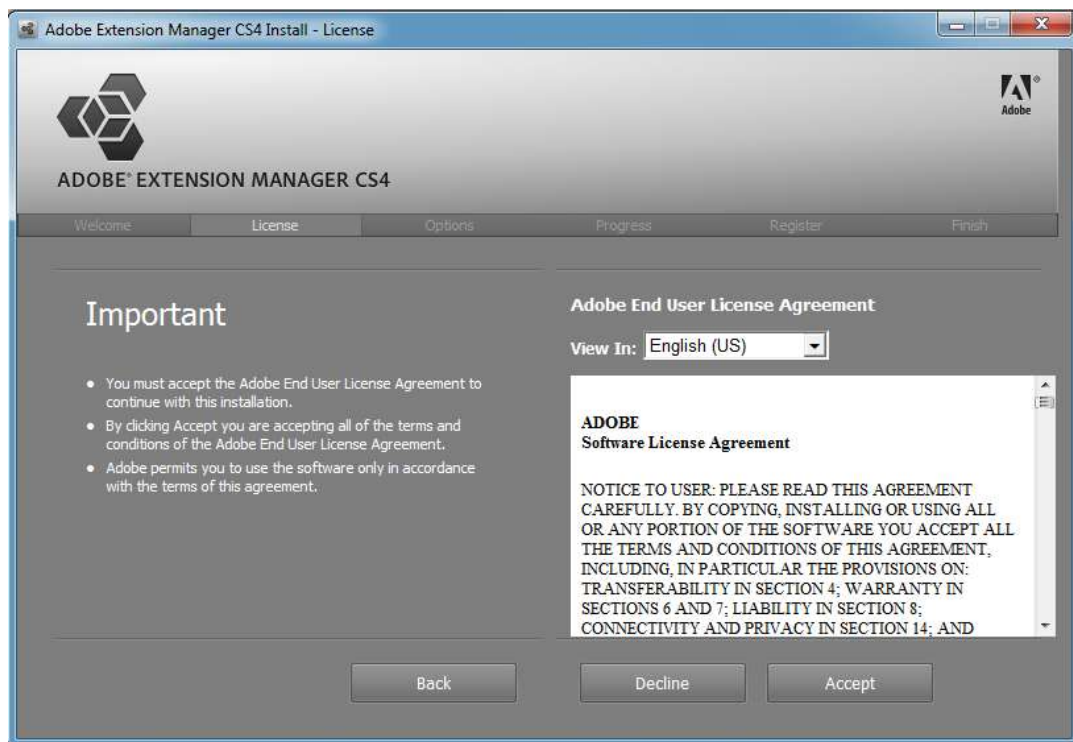 Adobe Extension Manager CS4 Install - License
Adobe
ADOBE® EXTENSION MANAGER CS4
Welcome License Options Progress Register Finish
Important
• You must accept the Adobe End User License Agreement to
continue with this installation.
• By clicking Accept you are accepting all of the terms and
conditions of the Adobe End User License Agreement.
• Adobe permits you to use the software only in accordance
with the terms of this agreement.
Adobe End User License Agreement
View In: English (US)
ADOBE
Software License Agreement
NOTICE TO USER: PLEASE READ THIS AGREEMENT
CAREFULLY. BY COPYING, INSTALLING OR USING ALL
OR ANY PORTION OF THE SOFTWARE YOU ACCEPT ALL
THE TERMS AND CONDITIONS OF THIS AGREEMENT,
INCLUDING, IN PARTICULAR THE PROVISIONS ON:
TRANSFERABILITY IN SECTION 4; WARRANTY IN
SECTIONS 6 AND 7; LIABILITY IN SECTION 8;
CONNECTIVITY AND PRIVACY IN SECTION 14; AND
Back Decline Accept